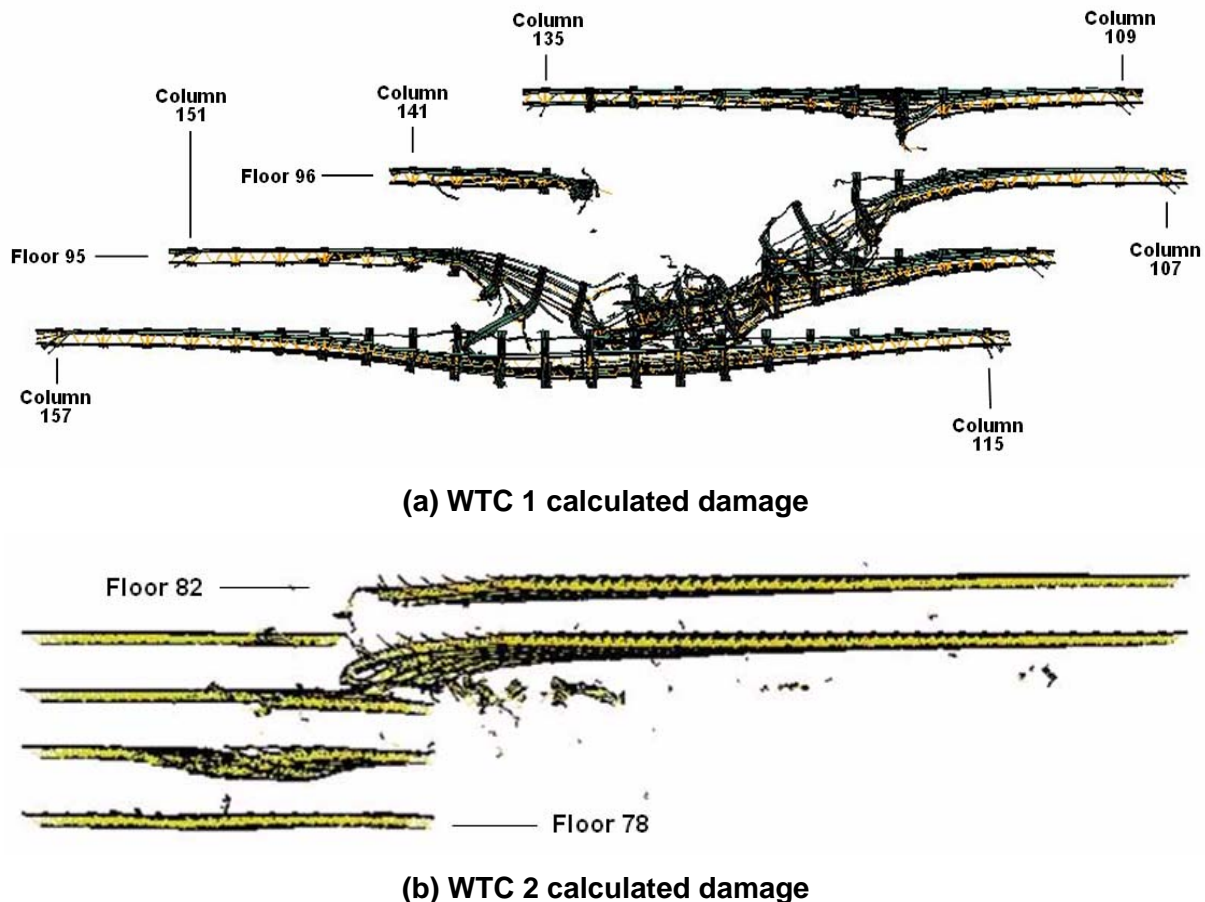 Column
135
Column
109
Column
151
Column
141
Floor 96
Floor 95
Column
107
Column
157
Column
115
(a) WTC 1 calculated damage
Floor 82
Floor 78
(b) WTC 2 calculated damage